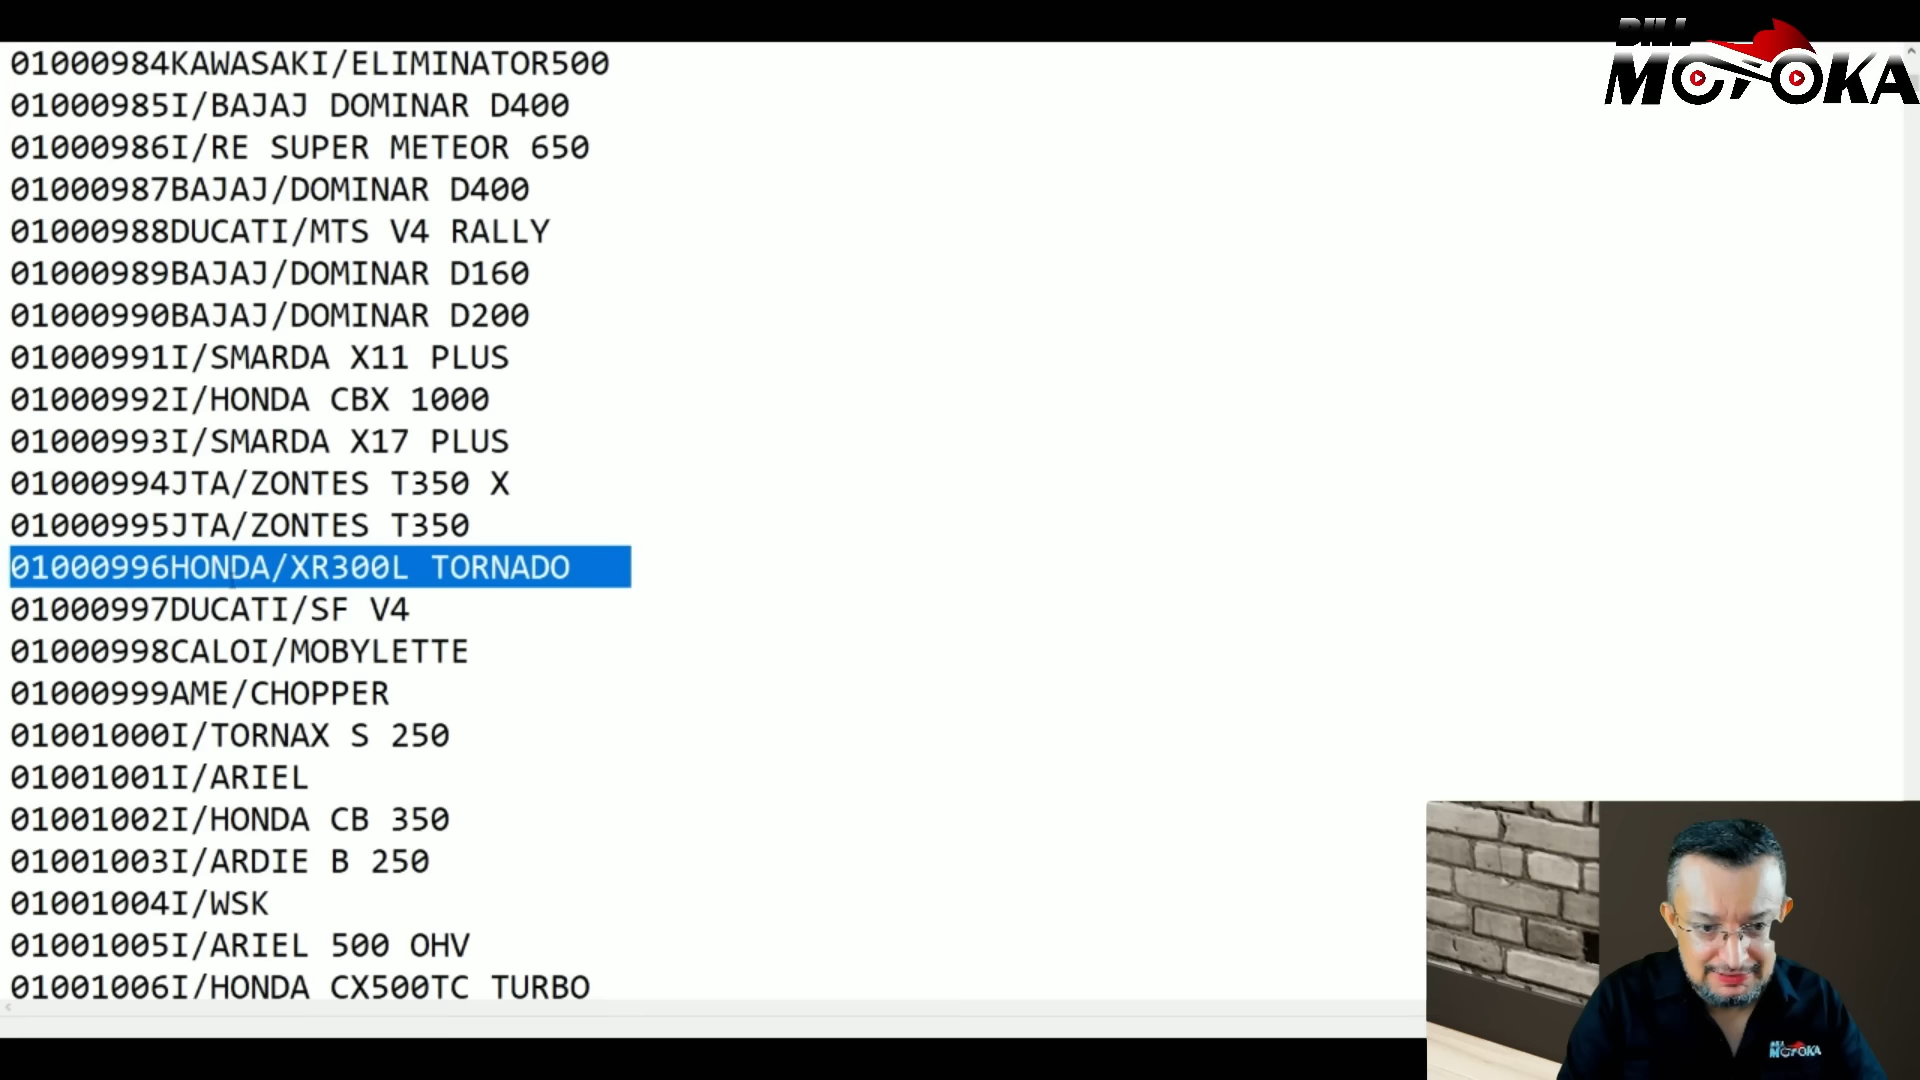 BILL
MOTOKA
01000984KAWASAKI/ELIMINATOR500
01000985I/BAJAJ DOMINAR D400
01000986I/RE SUPER METEOR 650
01000987BAJAJ/DOMINAR D400
01000988DUCATI/MTS V4 RALLY
01000989BAJAJ/DOMINAR D160
01000990BAJAJ/DOMINAR D200
01000991I/SMARDA X11 PLUS
01000992I/HONDA CBX 1000
01000993I/SMARDA X17 PLUS
01000994JTA/ZONTES T350 X
01000995JTA/ZONTES T350
01000996HONDA/XR300L TORNADO
01000997DUCATI/SF V4
01000998CALOI/MOBYLETTE
01000999AME/CHOPPER
01001000I/TORNAX S 250
01001001I/ARIEL
01001002I/HONDA CB 350
01001003I/ARDIE B 250
01001004I/WSK
01001005I/ARIEL 500 OHV
01001006I/HONDA CX500TC TURBO
BILL
MOTOKA